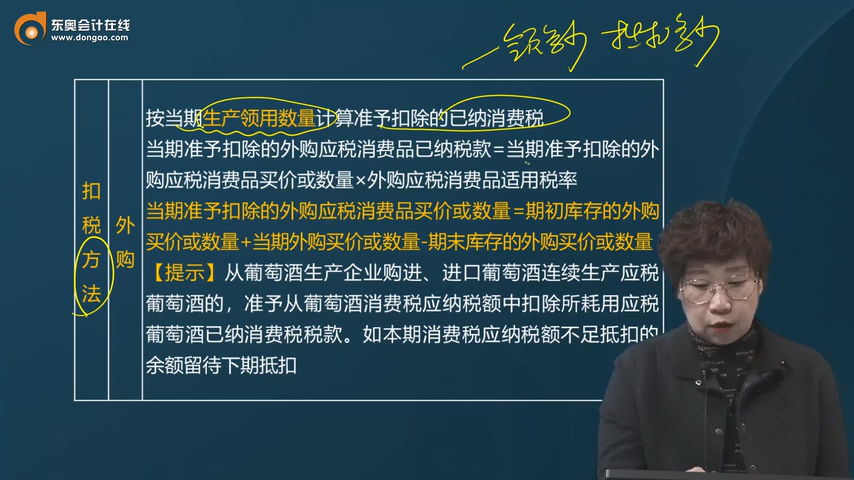 东奥会计在线
www.dongao.com
按当期生产领用数量计算准予扣除的已纳消费税
当期准予扣除的外购应税消费品已纳税款=当期准予扣除的外
购应税消费品买价或数量×外购应税消费品适用税率
当期准予扣除的外购应税消费品买价或数量=期初库存的外购
买价或数量+当期外购买价或数量-期末库存的外购买价或数量
【提示】从葡萄酒生产企业购进、进口葡萄酒连续生产应税
葡萄酒的，准予从葡萄酒消费税应纳税额中扣除所耗用应税
葡萄酒已纳消费税税款。如本期消费税应纳税额不足抵扣的
余额留待下期抵扣
扣税方法
外购